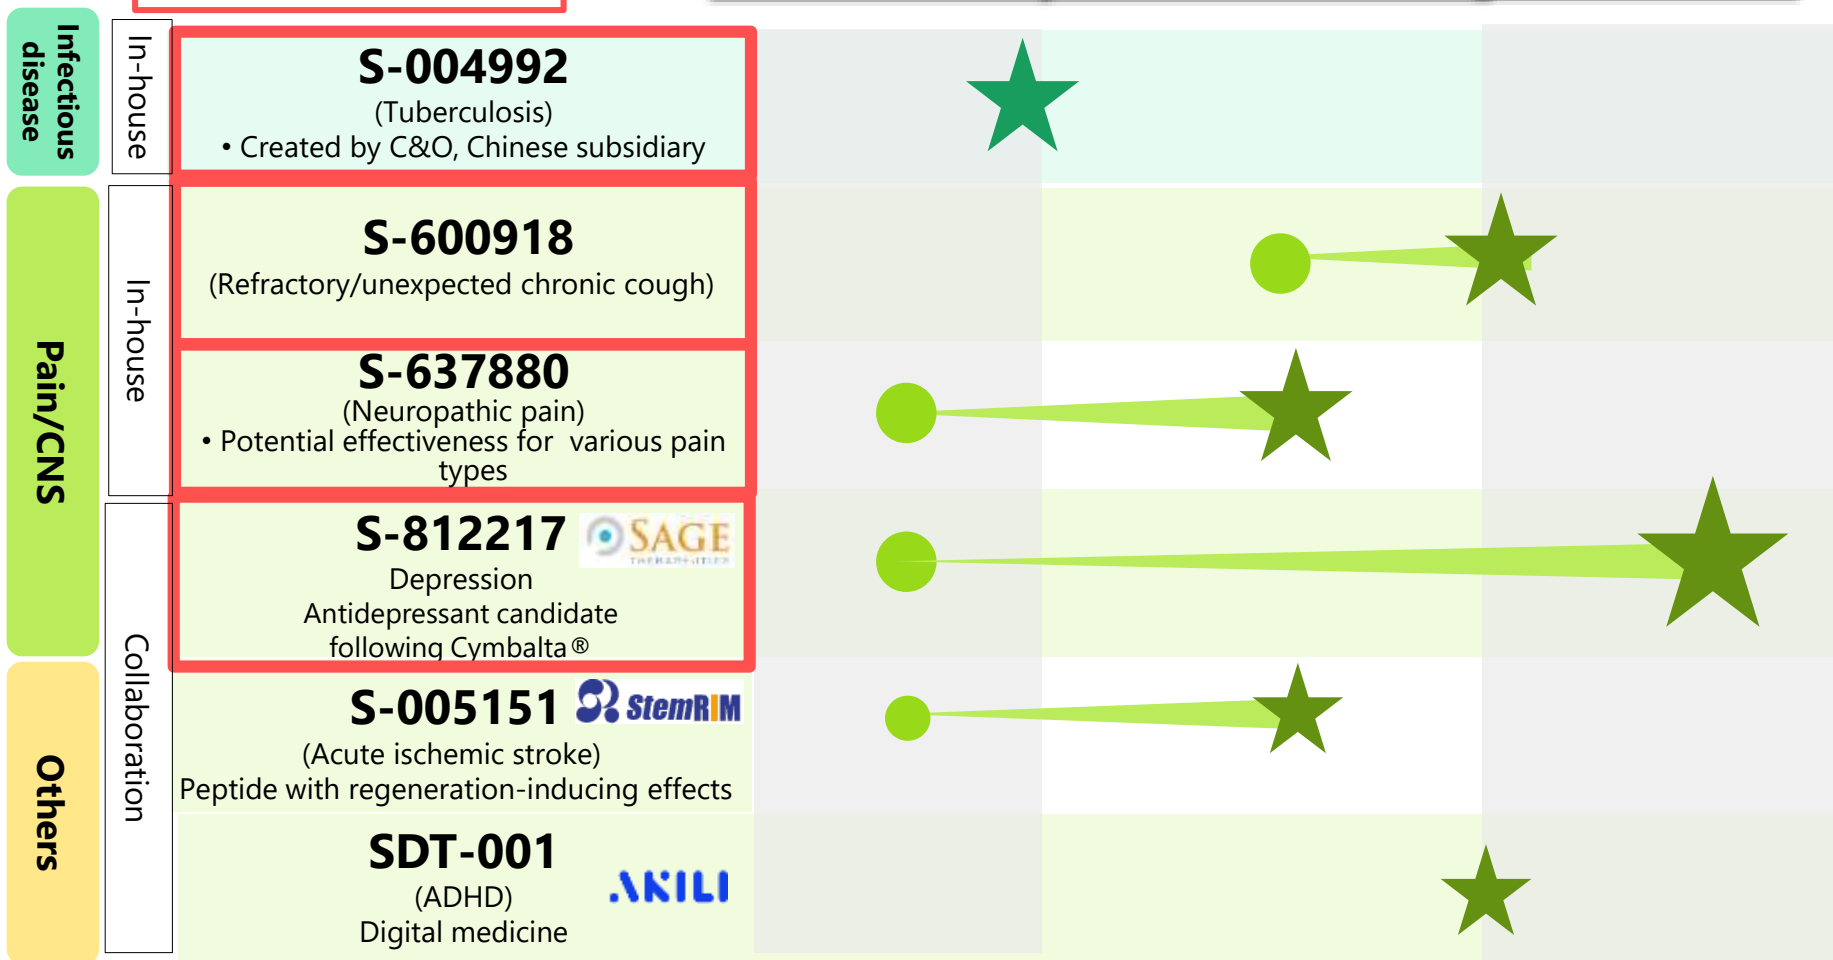 Infectious
disease
In-house
S-004992
(Tuberculosis)
• Created by C&O, Chinese subsidiary
Pain/CNS
In-house
S-600918
(Refractory/unexpected chronic cough)
S-637880
(Neuropathic pain)
• Potential effectiveness for various pain
types
Collaboration
S-812217
SAGE
THERAPEUTICS
Depression
Antidepressant candidate
following Cymbalta®
Others
S-005151
StemRIM
(Acute ischemic stroke)
Peptide with regeneration-inducing effects
SDT-001
(ADHD)
AKILI
Digital medicine